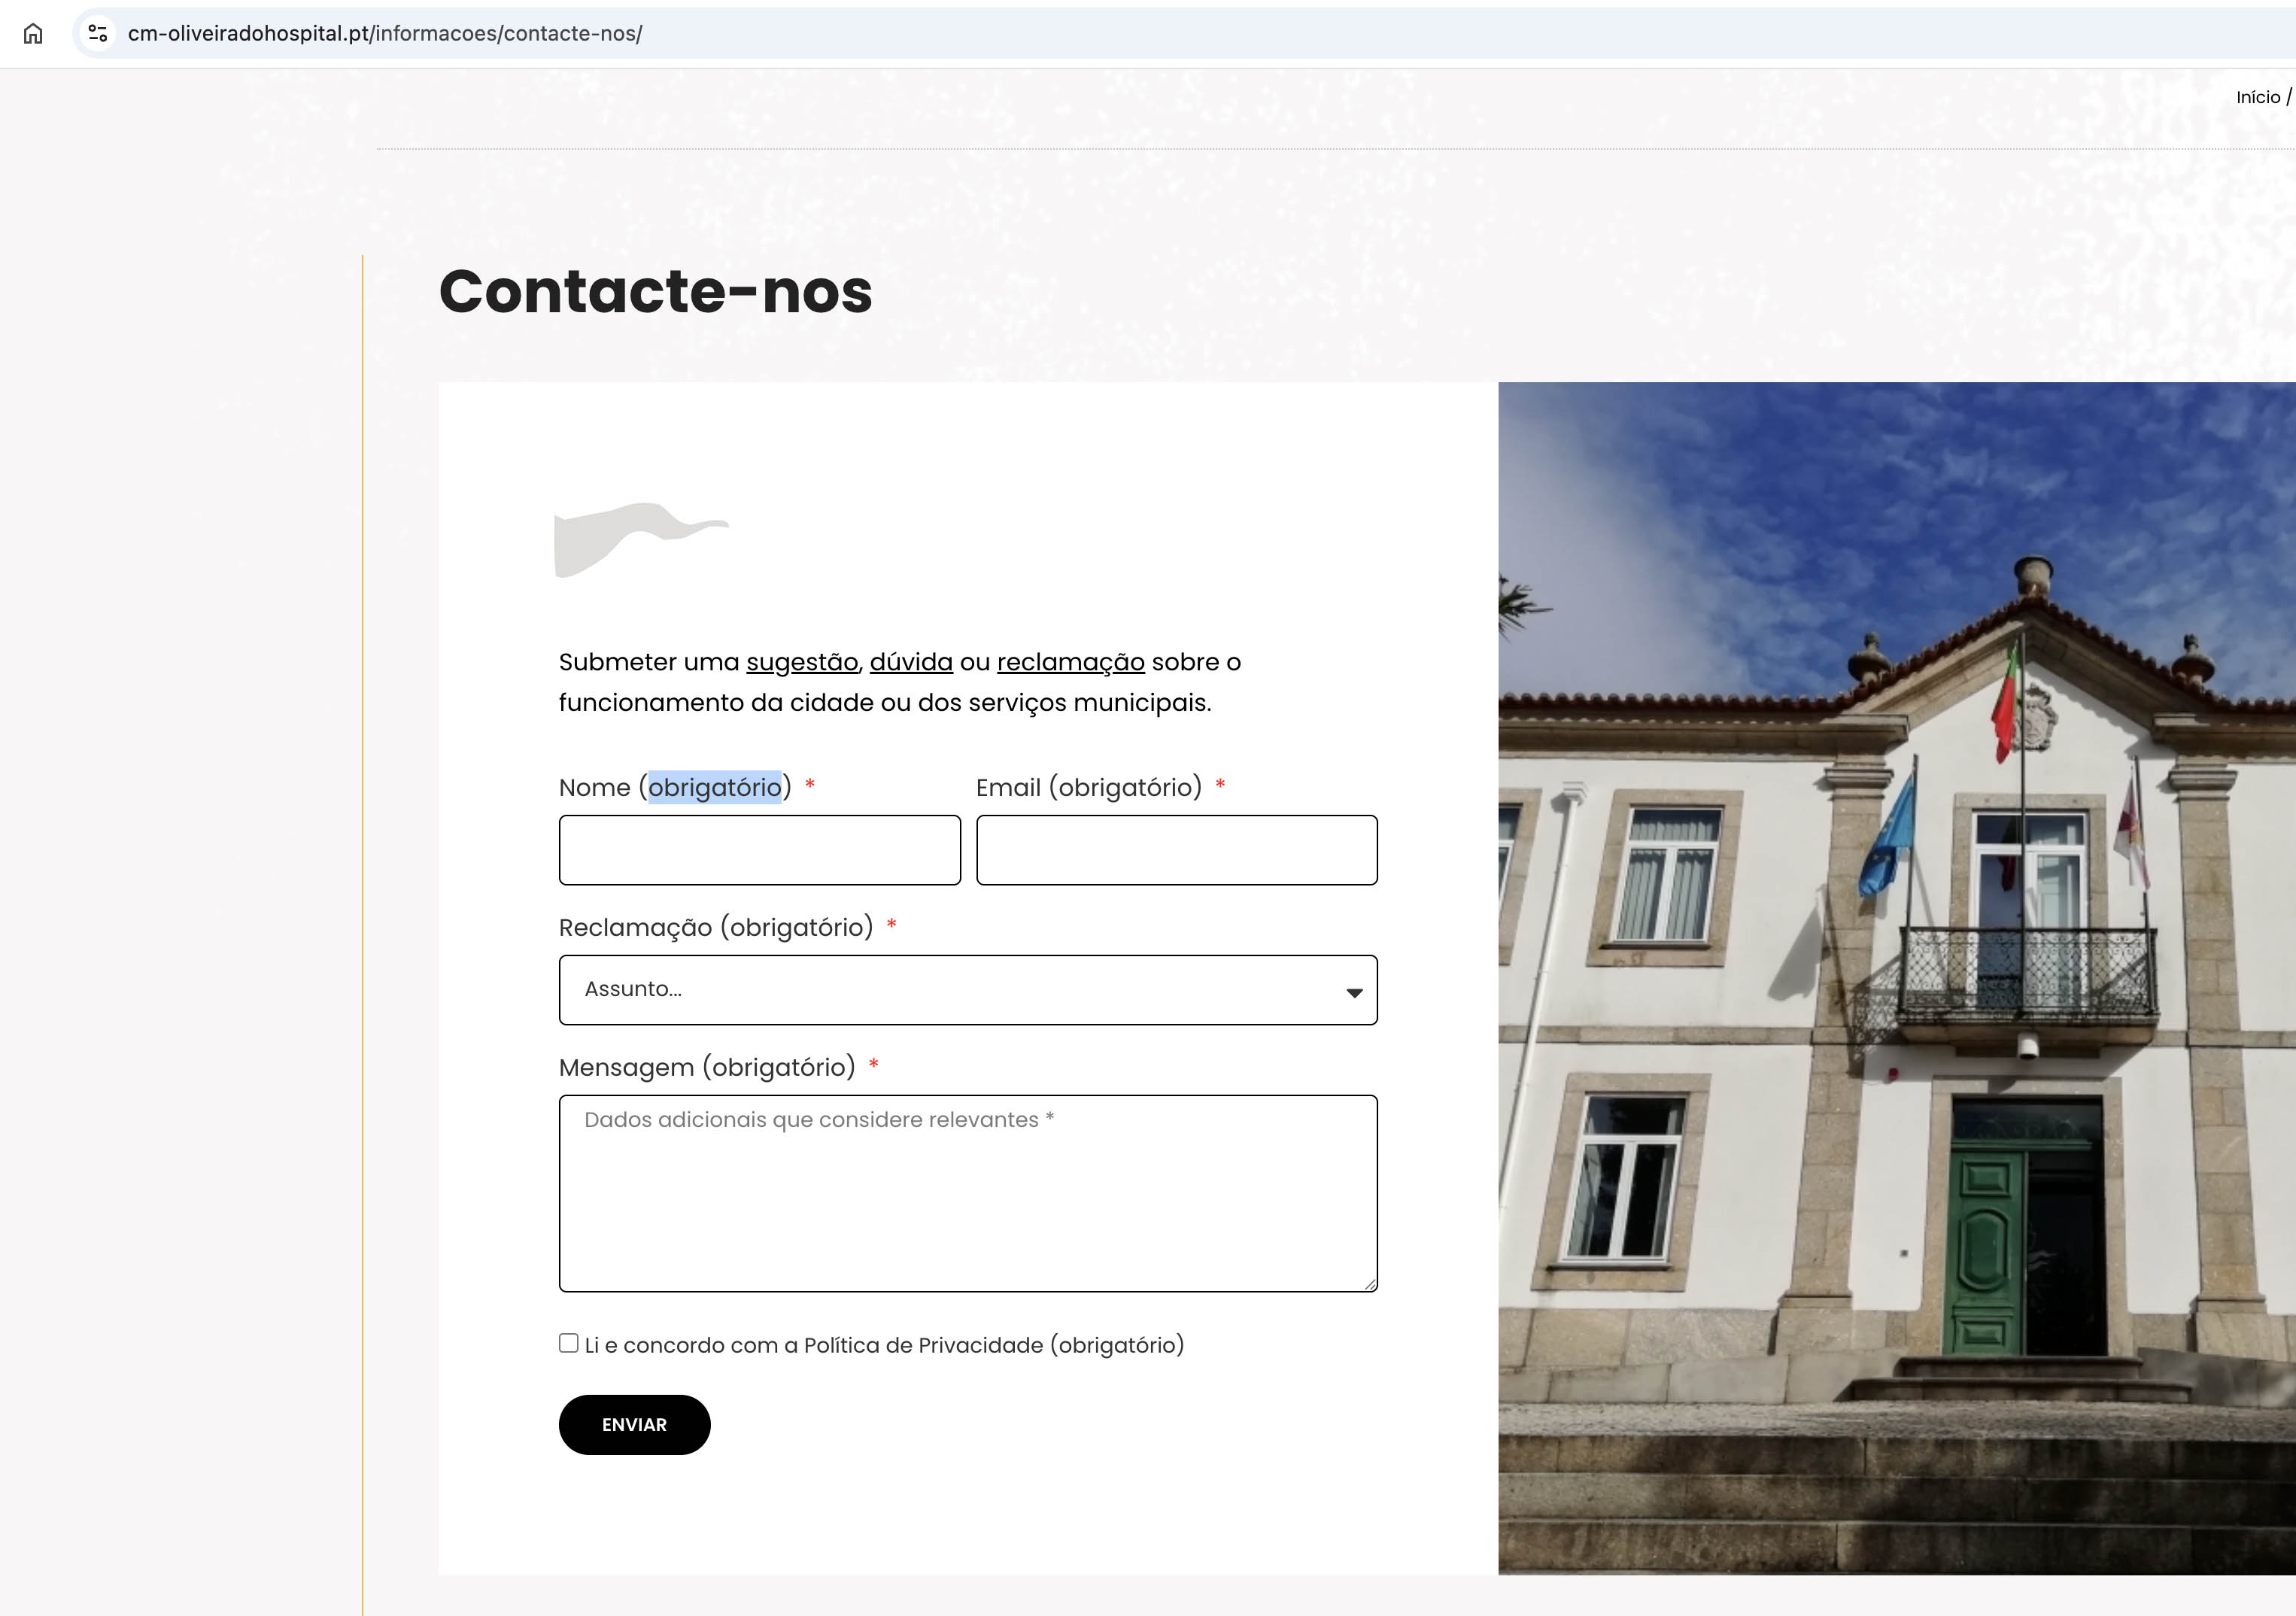 cm-oliveiradohospital.pt/informacoes/contacte-nos/
Início /
Contacte-nos
Submeter uma sugestão, dúvida ou reclamação sobre o
funcionamento da cidade ou dos serviços municipais.
Nome (obrigatório) *
Email (obrigatório) *
Reclamação (obrigatório) *
Assunto...
Mensagem (obrigatório) *
Dados adicionais que considere relevantes *
Li e concordo com a Política de Privacidade (obrigatório)
ENVIAR